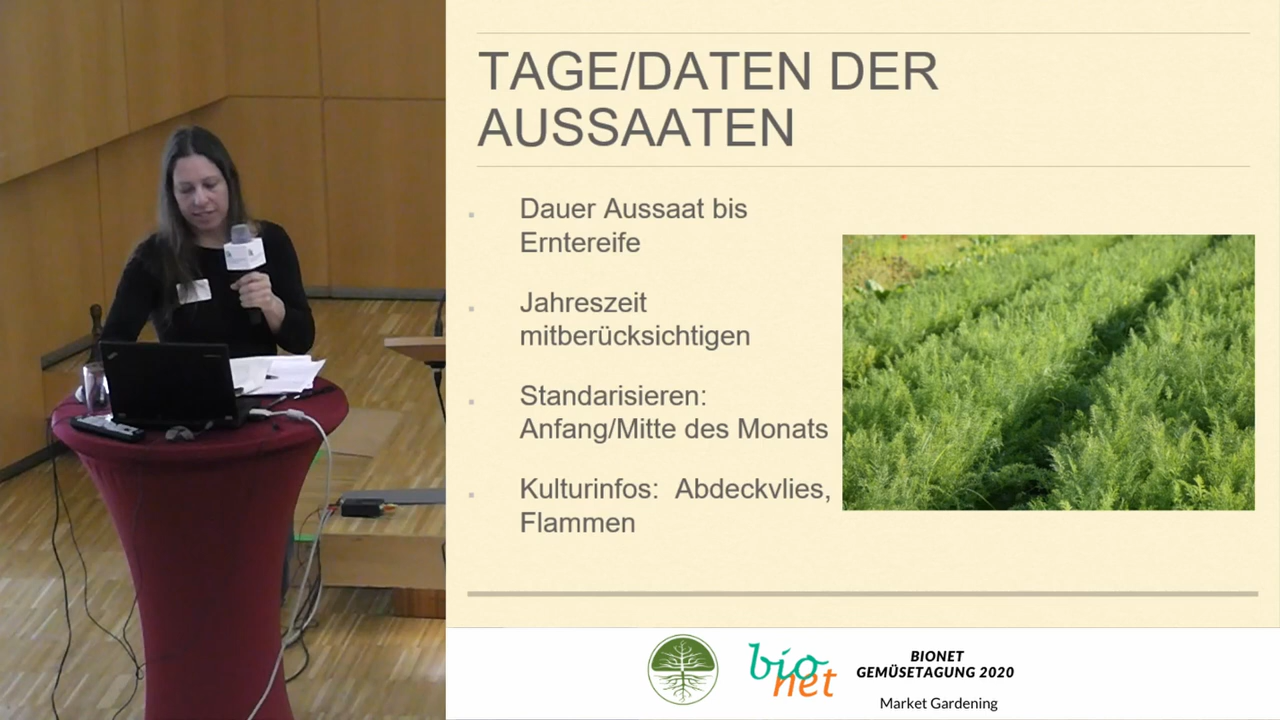 TAGE/DATEN DER
AUSSAATEN
Dauer Aussaat bis
Erntereife
Jahreszeit
mitberücksichtigen
Standarisieren:
Anfang/Mitte des Monats
Kulturinfos: Abdeckvlies,
Flammen
bio
net
BIONET
GEMÜSETAGUNG 2020
Market Gardening